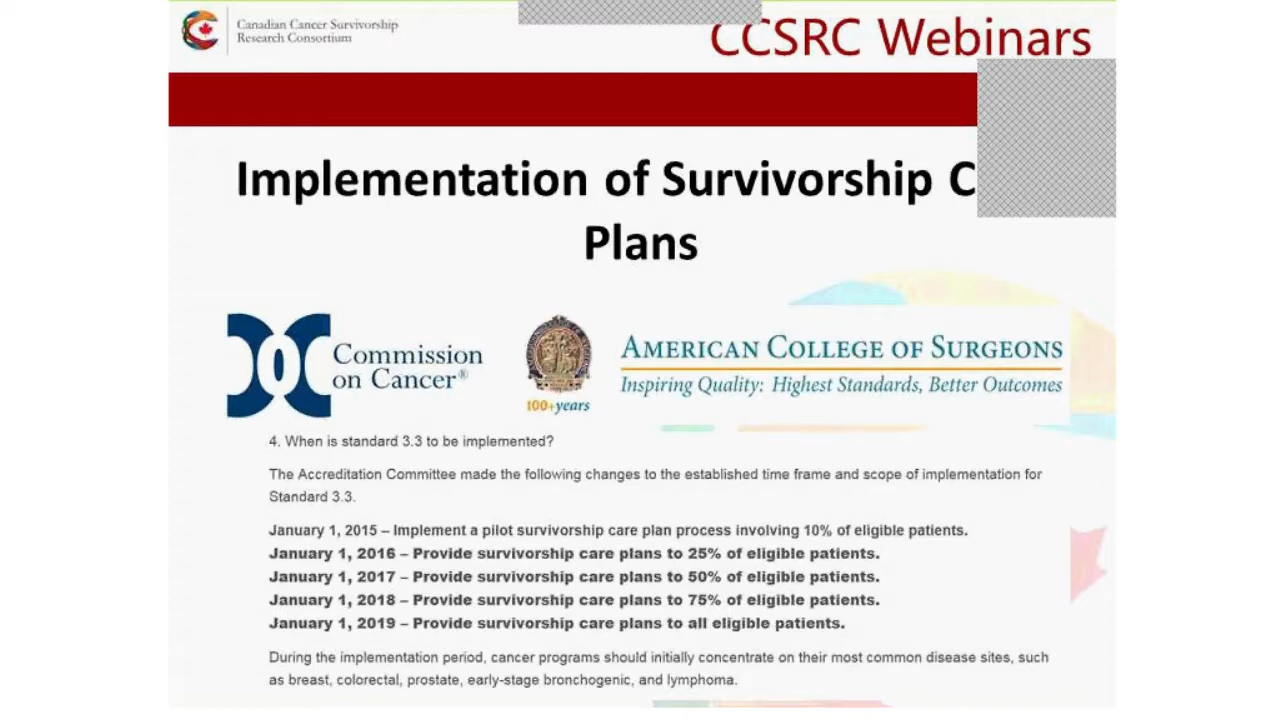 Canadian Cancer Survivorship
Research Consortium
CCSRC Webinars
Implementation of Survivorship
Plans
Commission
on Cancer®
100+years
AMERICAN COLLEGE OF SURGEONS
Inspiring Quality: Highest Standards, Better Outcomes
4. When is standard 3.3 to be implemented?
The Accreditation Committee made the following changes to the established time frame and scope of implementation for
Standard 3.3.
January 1, 2015 – Implement a pilot survivorship care plan process involving 10% of eligible patients.
January 1, 2016 – Provide survivorship care plans to 25% of eligible patients.
January 1, 2017 – Provide survivorship care plans to 50% of eligible patients.
January 1, 2018 – Provide survivorship care plans to 75% of eligible patients.
January 1, 2019 – Provide survivorship care plans to all eligible patients.
During the implementation period, cancer programs should initially concentrate on their most common disease sites, such
as breast, colorectal, prostate, early-stage bronchogenic, and lymphoma.